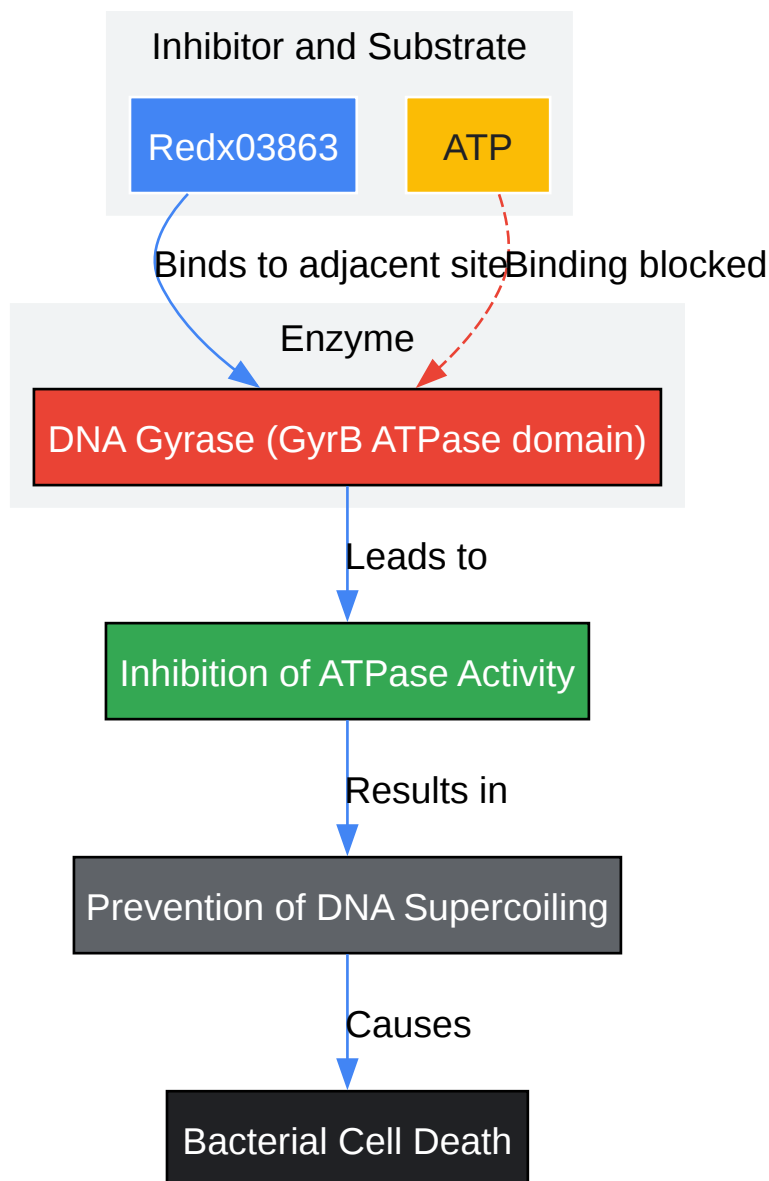 Inhibitor and Substrate
Redx03863
ATP
Binds to adjacent site
Binding blocked
Enzyme
DNA Gyrase (GyrB ATPase domain)
Leads to
Inhibition of ATPase Activity
Results in
Prevention of DNA Supercoiling
Causes
Bacterial Cell Death